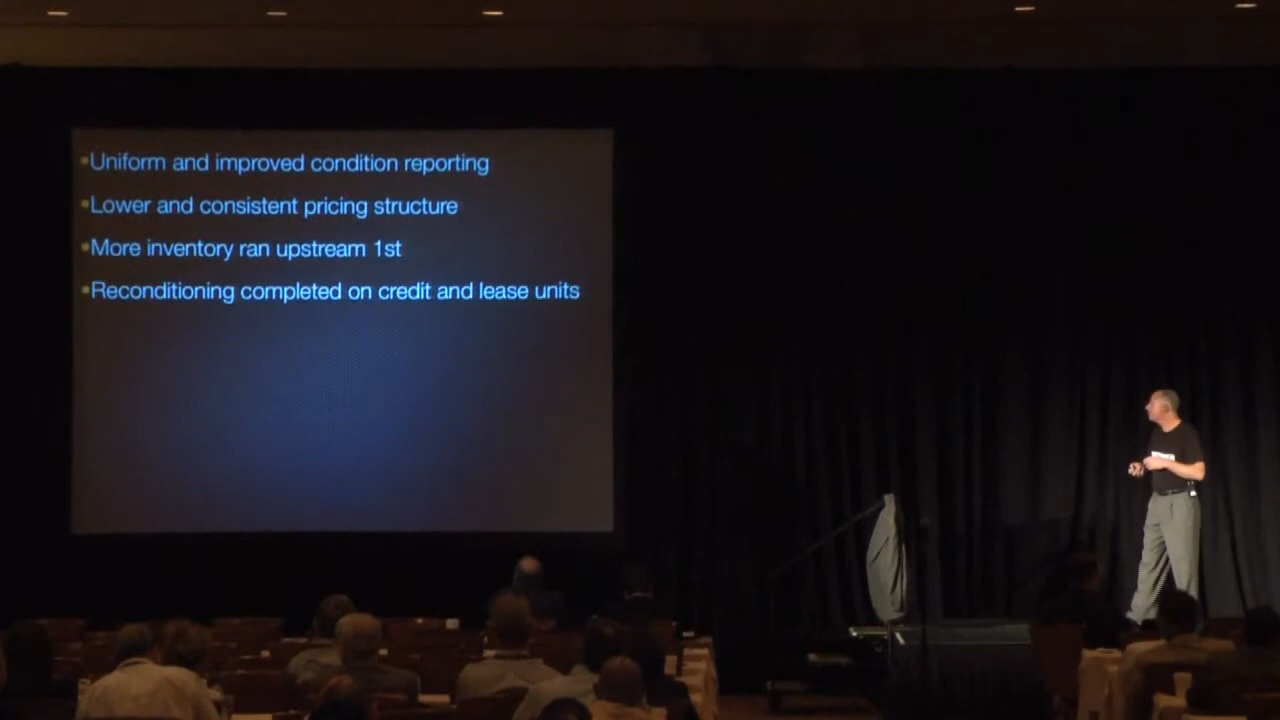 •Uniform and improved condition reporting
•Lower and consistent pricing structure
•More inventory ran upstream 1st
•Reconditioning completed on credit and lease units